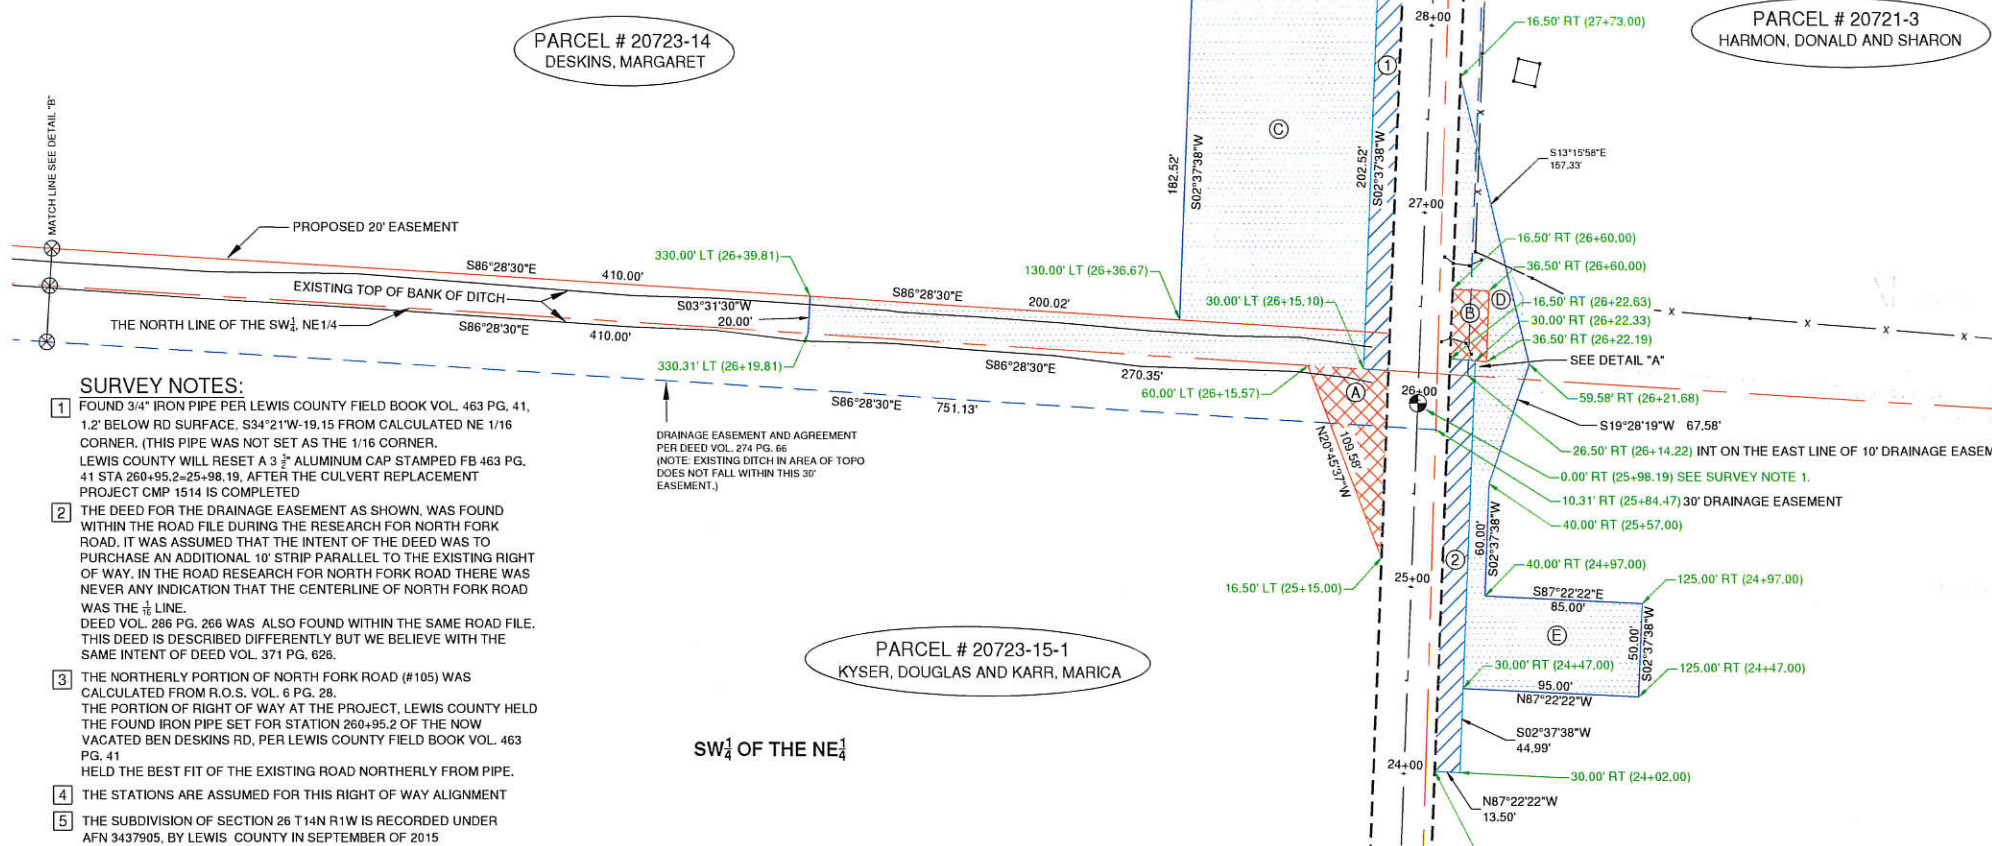 PARCEL # 20723-14
DESKINS, MARGARET
PARCEL # 20721-3
HARMON, DONALD AND SHARON
28+00
16.50' RT (27+73.00)
1
C
MATCH LINE SEE DETAIL "B"
182.52'
S02°37'38"W
202.52'
S02°37'38"W
S13°15'58"E
157.33'
27+00
PROPOSED 20' EASEMENT
330.00' LT (26+39.81)
S86°28'30"E
410.00'
130.00' LT (26+36.67)
16.50' RT (26+60.00)
36.50' RT (26+60.00)
EXISTING TOP OF BANK OF DITCH
S03°31'30"W
20.00'
S86°28'30"E
200.02'
30.00' LT (26+15.10)
B
D
16.50' RT (26+22.63)
30.00' RT (26+22.33)
36.50' RT (26+22.19)
THE NORTH LINE OF THE SW¼, NE1/4
S86°28'30"E
410.00'
SEE DETAIL "A"
330.31' LT (26+19.81)
S86°28'30"E
270.35'
60.00' LT (26+15.57)
A
26+00
59.58' RT (26+21.68)
S86°28'30"E
751.13'
S19°28'19"W 67.58'
26.50' RT (26+14.22) INT ON THE EAST LINE OF 10' DRAINAGE EASEM
0.00' RT (25+98.19) SEE SURVEY NOTE 1.
10.31' RT (25+84.47) 30' DRAINAGE EASEMENT
40.00' RT (25+57.00)
109.58'
N20°45'37"W
DRAINAGE EASEMENT AND AGREEMENT
PER DEED VOL. 274 PG. 66
(NOTE: EXISTING DITCH IN AREA OF TOPO
DOES NOT FALL WITHIN THIS 30'
EASEMENT.)
SURVEY NOTES:
1 FOUND 3/4" IRON PIPE PER LEWIS COUNTY FIELD BOOK VOL. 463 PG. 41,
1.2' BELOW RD SURFACE, S34°21'W-19.15 FROM CALCULATED NE 1/16
CORNER. (THIS PIPE WAS NOT SET AS THE 1/16 CORNER.
LEWIS COUNTY WILL RESET A 3 ½" ALUMINUM CAP STAMPED FB 463 PG.
41 STA 260+95.2=25+98.19, AFTER THE CULVERT REPLACEMENT
PROJECT CMP 1514 IS COMPLETED
2 THE DEED FOR THE DRAINAGE EASEMENT AS SHOWN, WAS FOUND
WITHIN THE ROAD FILE DURING THE RESEARCH FOR NORTH FORK
ROAD. IT WAS ASSUMED THAT THE INTENT OF THE DEED WAS TO
PURCHASE AN ADDITIONAL 10' STRIP PARALLEL TO THE EXISTING RIGHT
OF WAY. IN THE ROAD RESEARCH FOR NORTH FORK ROAD THERE WAS
NEVER ANY INDICATION THAT THE CENTERLINE OF NORTH FORK ROAD
WAS THE 1/16 LINE.
DEED VOL. 286 PG. 266 WAS ALSO FOUND WITHIN THE SAME ROAD FILE.
THIS DEED IS DESCRIBED DIFFERENTLY BUT WE BELIEVE WITH THE
SAME INTENT OF DEED VOL. 371 PG. 626.
3 THE NORTHERLY PORTION OF NORTH FORK ROAD (#105) WAS
CALCULATED FROM R.O.S. VOL. 6 PG. 28.
THE PORTION OF RIGHT OF WAY AT THE PROJECT, LEWIS COUNTY HELD
THE FOUND IRON PIPE SET FOR STATION 260+95.2 OF THE NOW
VACATED BEN DESKINS RD, PER LEWIS COUNTY FIELD BOOK VOL. 463
PG. 41
HELD THE BEST FIT OF THE EXISTING ROAD NORTHERLY FROM PIPE.
4 THE STATIONS ARE ASSUMED FOR THIS RIGHT OF WAY ALIGNMENT
5 THE SUBDIVISION OF SECTION 26 T14N R1W IS RECORDED UNDER
AFN 3437905, BY LEWIS COUNTY IN SEPTEMBER OF 2015
60.00'
S02°37'38"W
2
25+00
16.50' LT (25+15.00)
40.00' RT (24+97.00)
125.00' RT (24+97.00)
S87°22'22"E
85.00'
E
50.00'
S02°37'38"W
PARCEL # 20723-15-1
KYSER, DOUGLAS AND KARR, MARICA
30.00' RT (24+47.00)
125.00' RT (24+47.00)
95.00'
N87°22'22"W
S02°37'38"W
44.99'
SW¼ OF THE NE¼
24+00
30.00' RT (24+02.00)
N87°22'22"W
13.50'